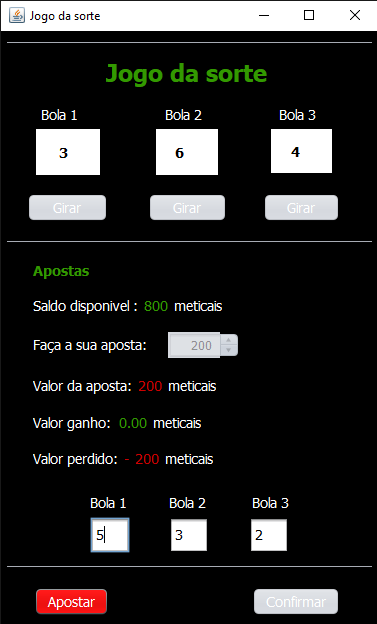 Jogo da sorte
Jogo da sorte
Bola 1 Bola 2 Bola 3
3 6 4
Girar Girar Girar
Apostas
Saldo disponivel : 800 meticais
Faça a sua aposta: 200
Valor da aposta: 200 meticais
Valor ganho: 0.00 meticais
Valor perdido: - 200 meticais
Bola 1 Bola 2 Bola 3
5 3 2
Apostar Confirmar